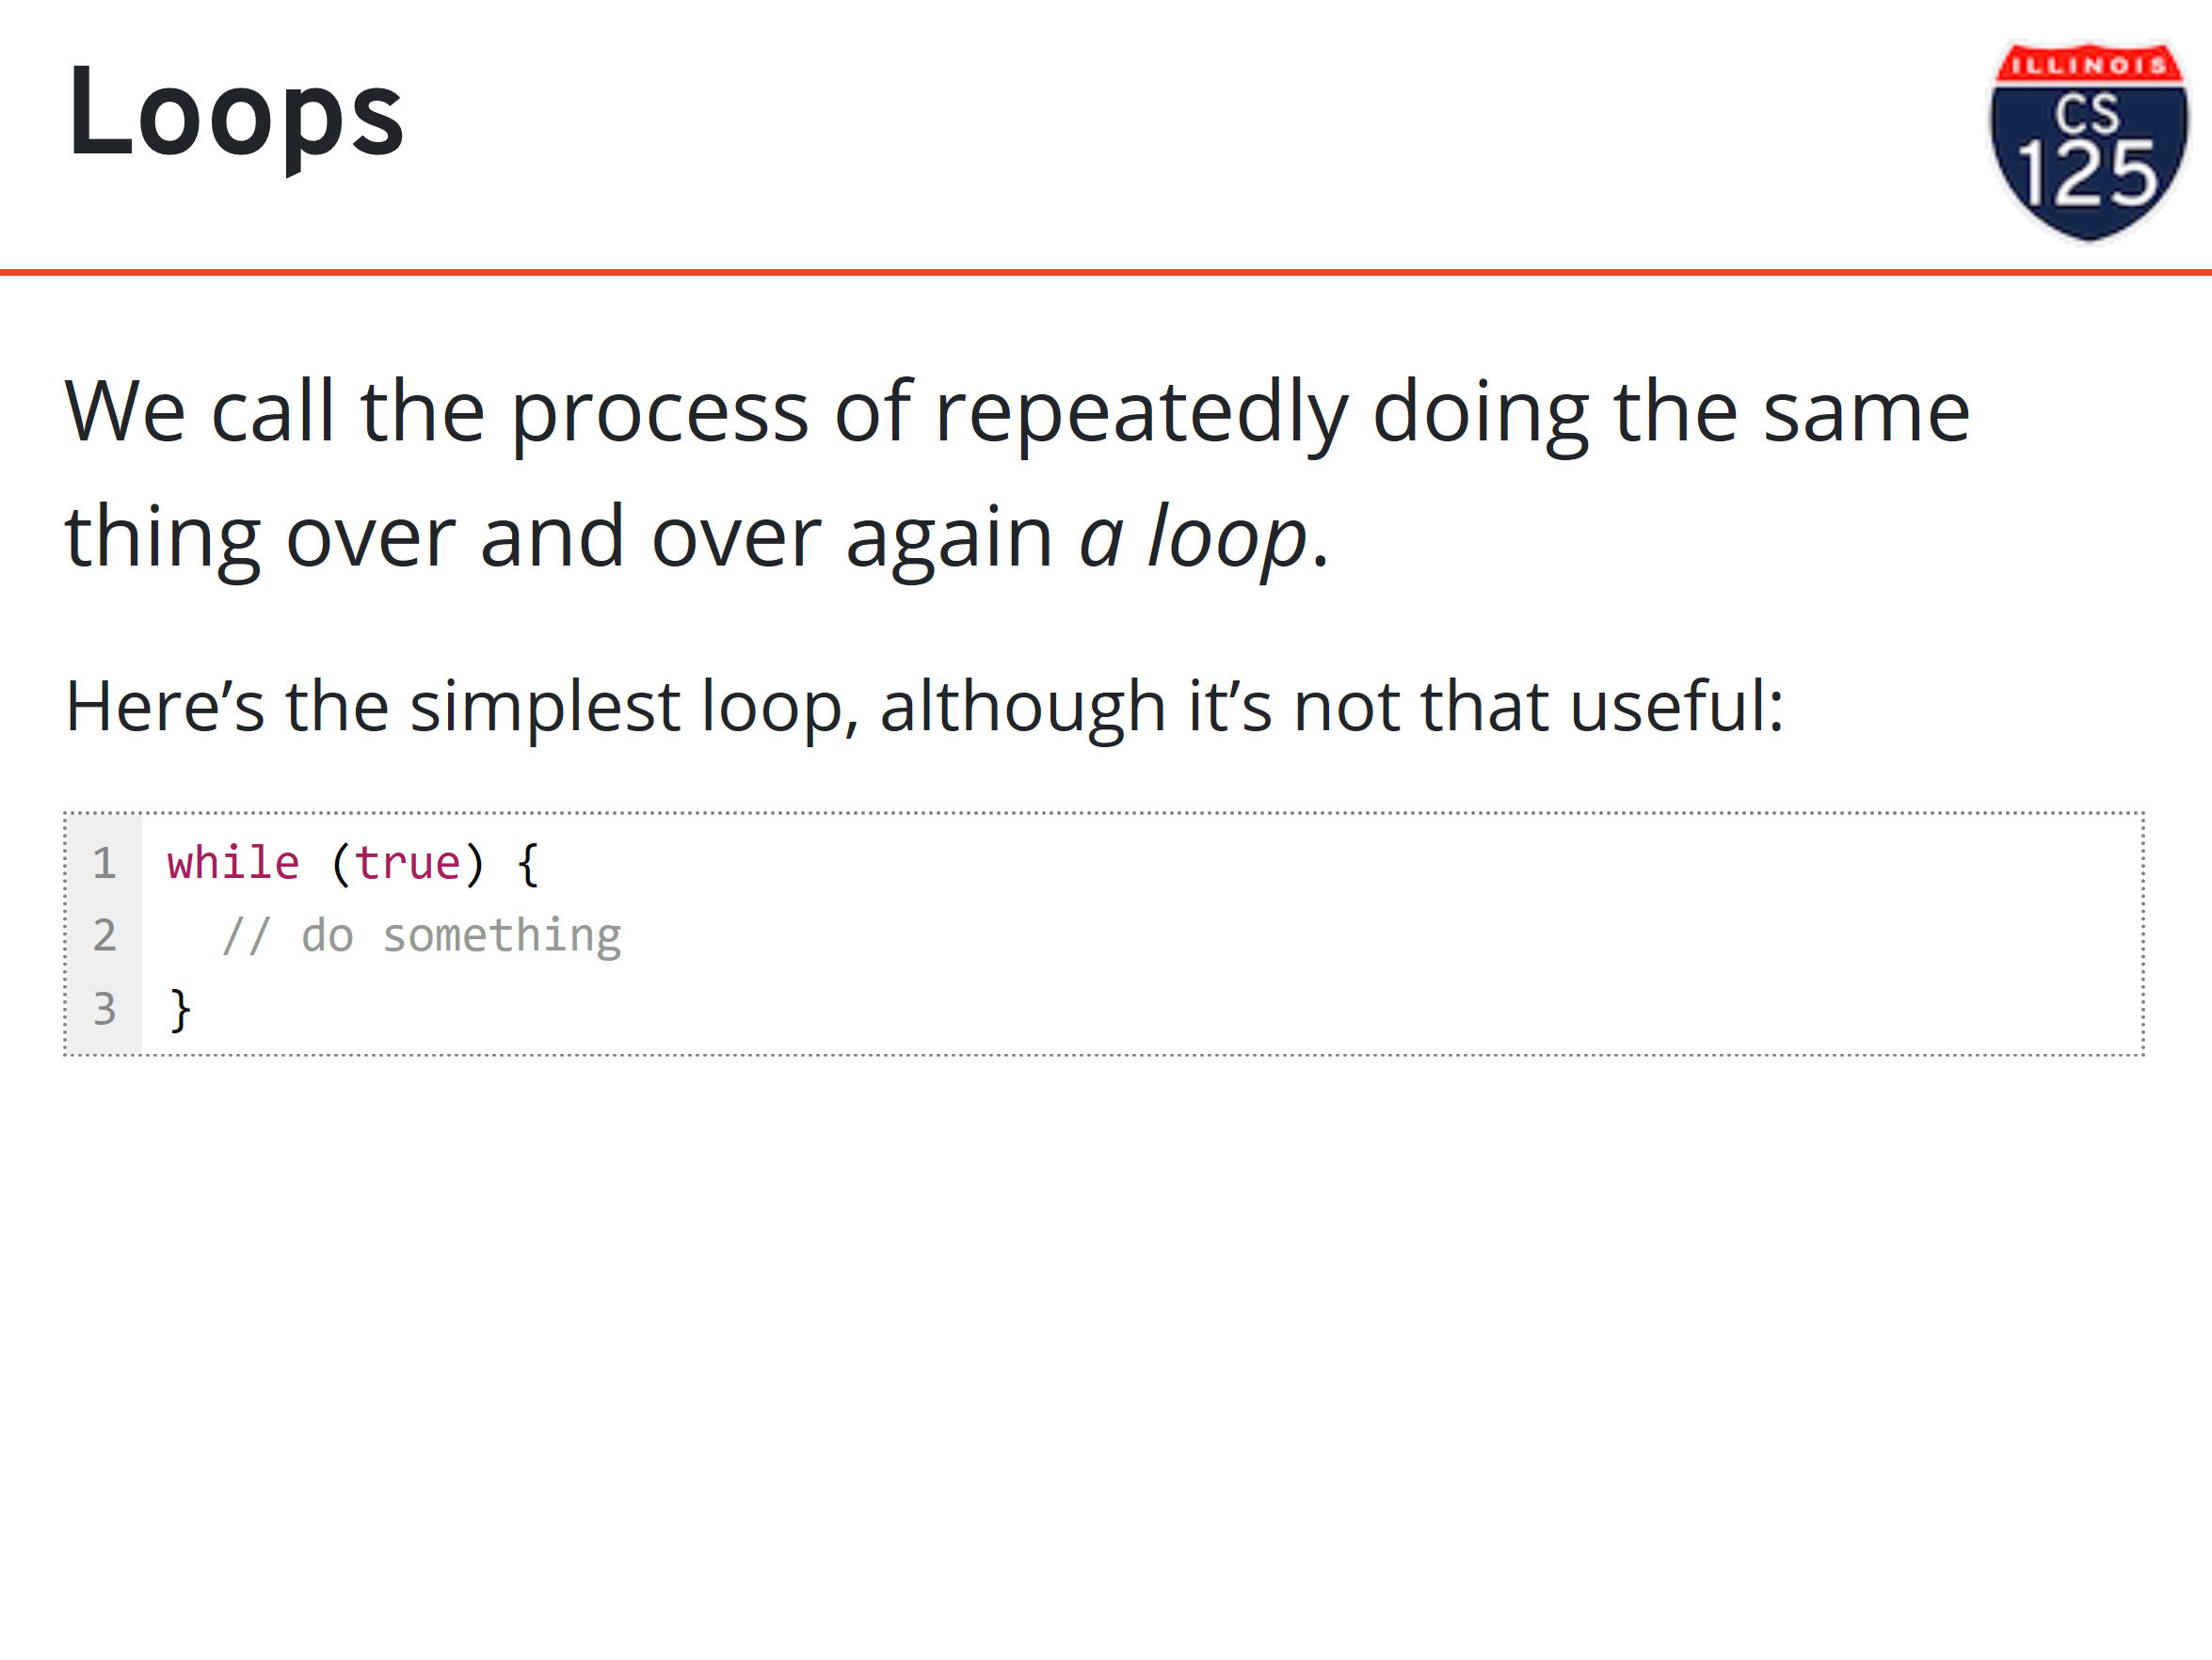 Loops
ILLINOIS
CS
125
We call the process of repeatedly doing the same
thing over and over again a loop.
Here’s the simplest loop, although it’s not that useful:
1 while (true) {
2   // do something
3 }